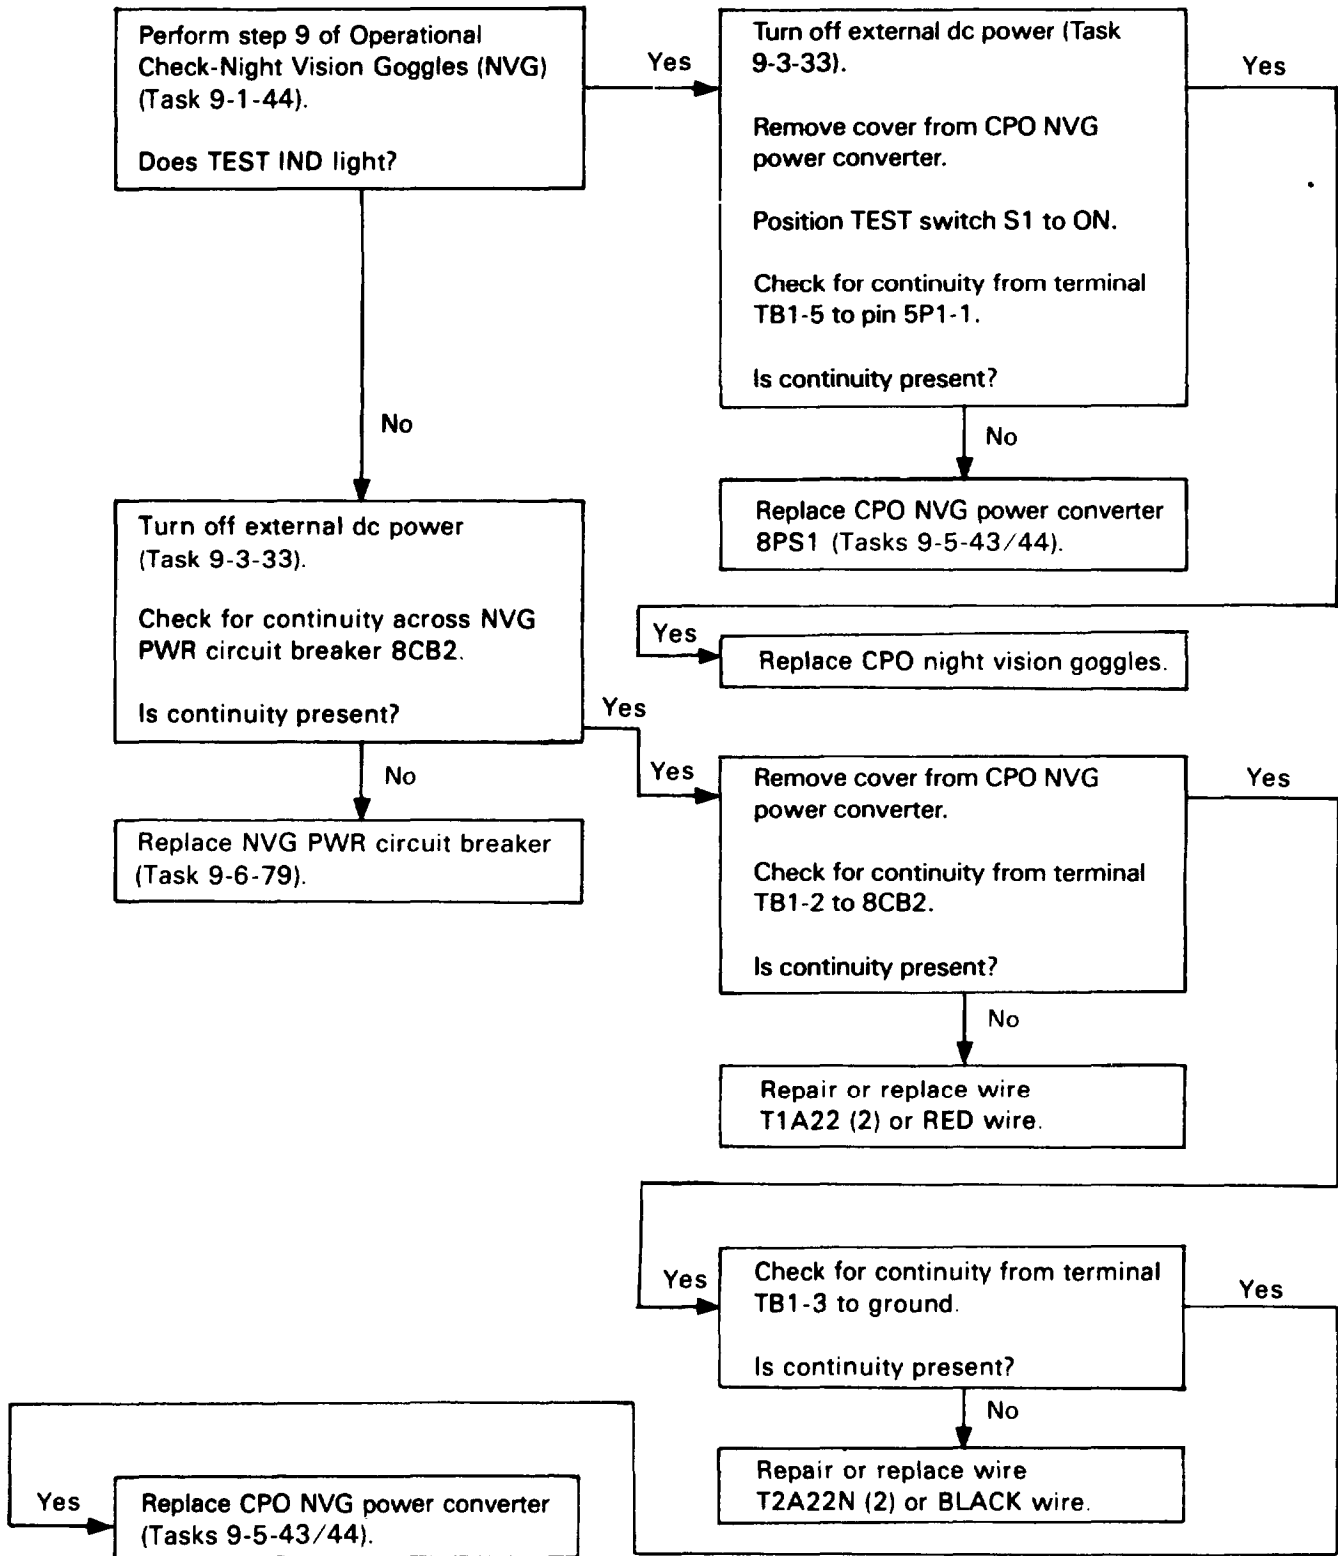 Perform step 9 of Operational
Check-Night Vision Goggles (NVG)
(Task 9-1-44).
Does TEST IND light?
Yes
Turn off external dc power (Task
9-3-33).
Remove cover from CPO NVG
power converter.
Position TEST switch S1 to ON.
Check for continuity from terminal
TB1-5 to pin 5P1-1.
Is continuity present?
Yes
No
Replace CPO NVG power converter
8PS1 (Tasks 9-5-43/44).
Yes
Replace CPO night vision goggles.
No
Turn off external dc power
(Task 9-3-33).
Check for continuity across NVG
PWR circuit breaker 8CB2.
Is continuity present?
Yes
No
Replace NVG PWR circuit breaker
(Task 9-6-79).
Yes
Remove cover from CPO NVG
power converter.
Check for continuity from terminal
TB1-2 to 8CB2.
Is continuity present?
Yes
No
Repair or replace wire
T1A22 (2) or RED wire.
Yes
Check for continuity from terminal
TB1-3 to ground.
Is continuity present?
Yes
No
Repair or replace wire
T2A22N (2) or BLACK wire.
Yes
Replace CPO NVG power converter
(Tasks 9-5-43/44).